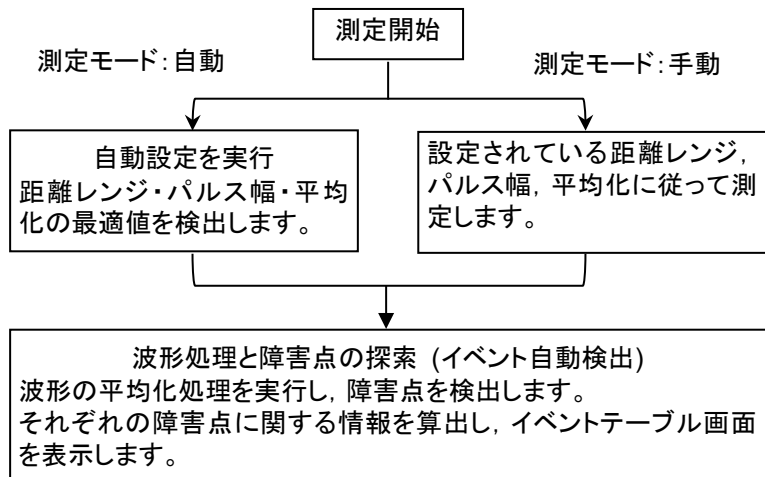 測定開始
測定モード：自動
測定モード：手動
自動設定を実行
距離レンジ・パルス幅・平均
化の最適値を検出します。
設定されている距離レンジ，
パルス幅，平均化に従って測
定します。
波形処理と障害点の探索 (イベント自動検出)
波形の平均化処理を実行し，障害点を検出します。
それぞれの障害点に関する情報を算出し，イベントテーブル画面
を表示します。